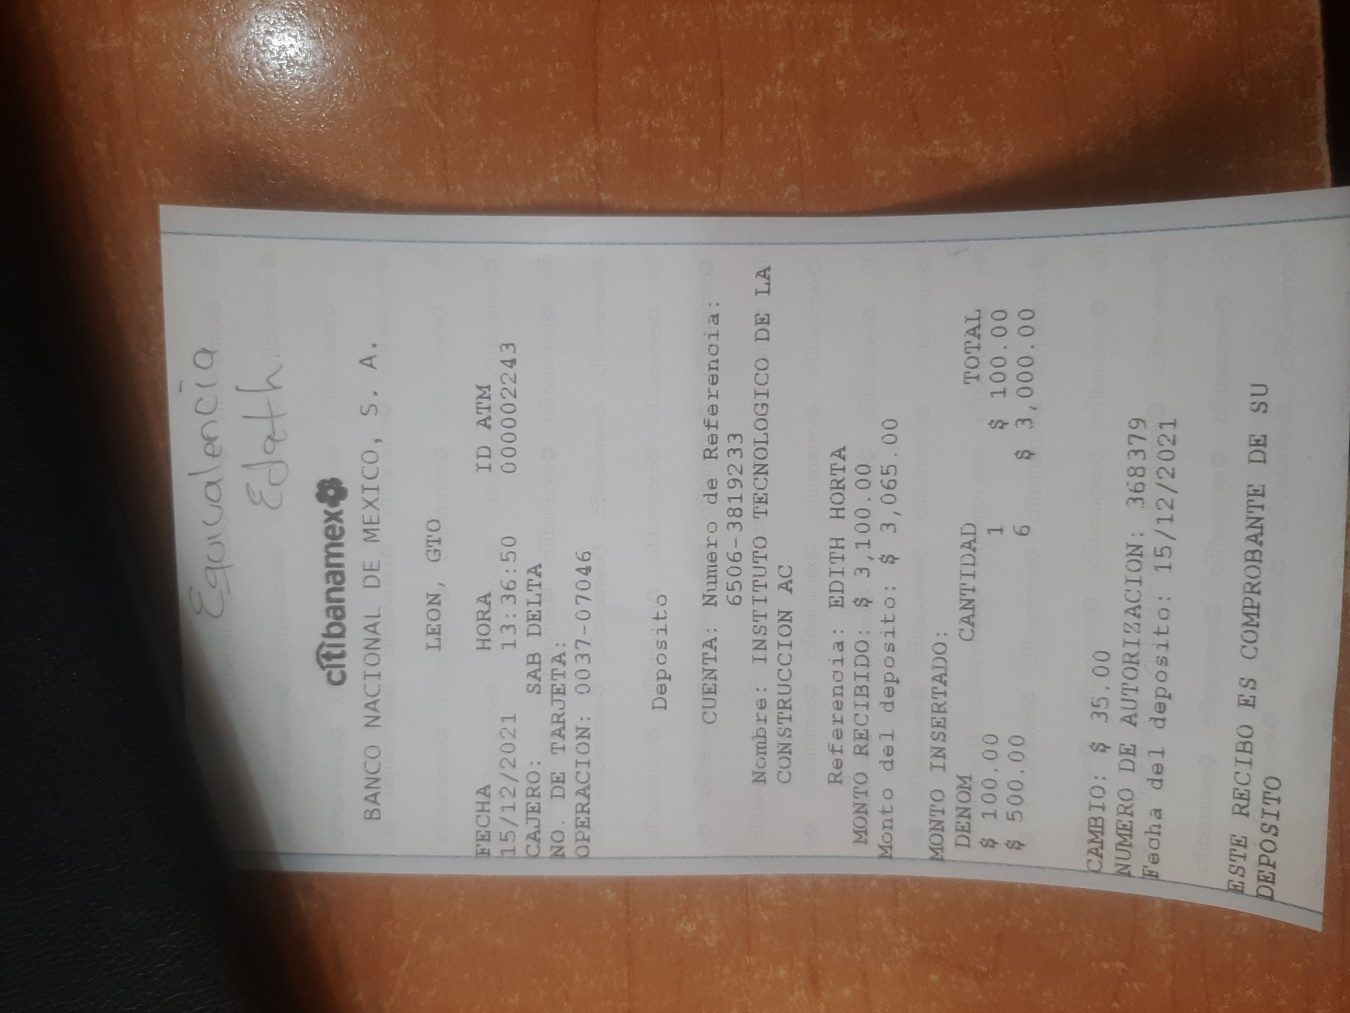 Equivalencia
Edath.
citibanamex
BANCO NACIONAL DE MEXICO, S. A.
LEON, GTO
FECHA HORA ID ATM
15/12/2021 13:36:50 0000002243
CAJERO: SAB DELTA
NO. DE TARJETA:
OPERACION: 0037-07046
Deposito
CUENTA: Numero de Referencia:
6506-3819233
Nombre: INSTITUTO TECNOLOGICO DE LA
CONSTRUCCION AC
Referencia: EDITH HORTA
MONTO RECIBIDO: $ 3,100.00
Monto del deposito: $ 3,065.00
MONTO INSERTADO:
DENOM CANTIDAD TOTAL
$ 100.00 1 $ 100.00
$ 500.00 6 $ 3,000.00
CAMBIO: $ 35.00
NUMERO DE AUTORIZACION: 368379
Fecha del deposito: 15/12/2021
ESTE RECIBO ES COMPROBANTE DE SU
DEPOSITO